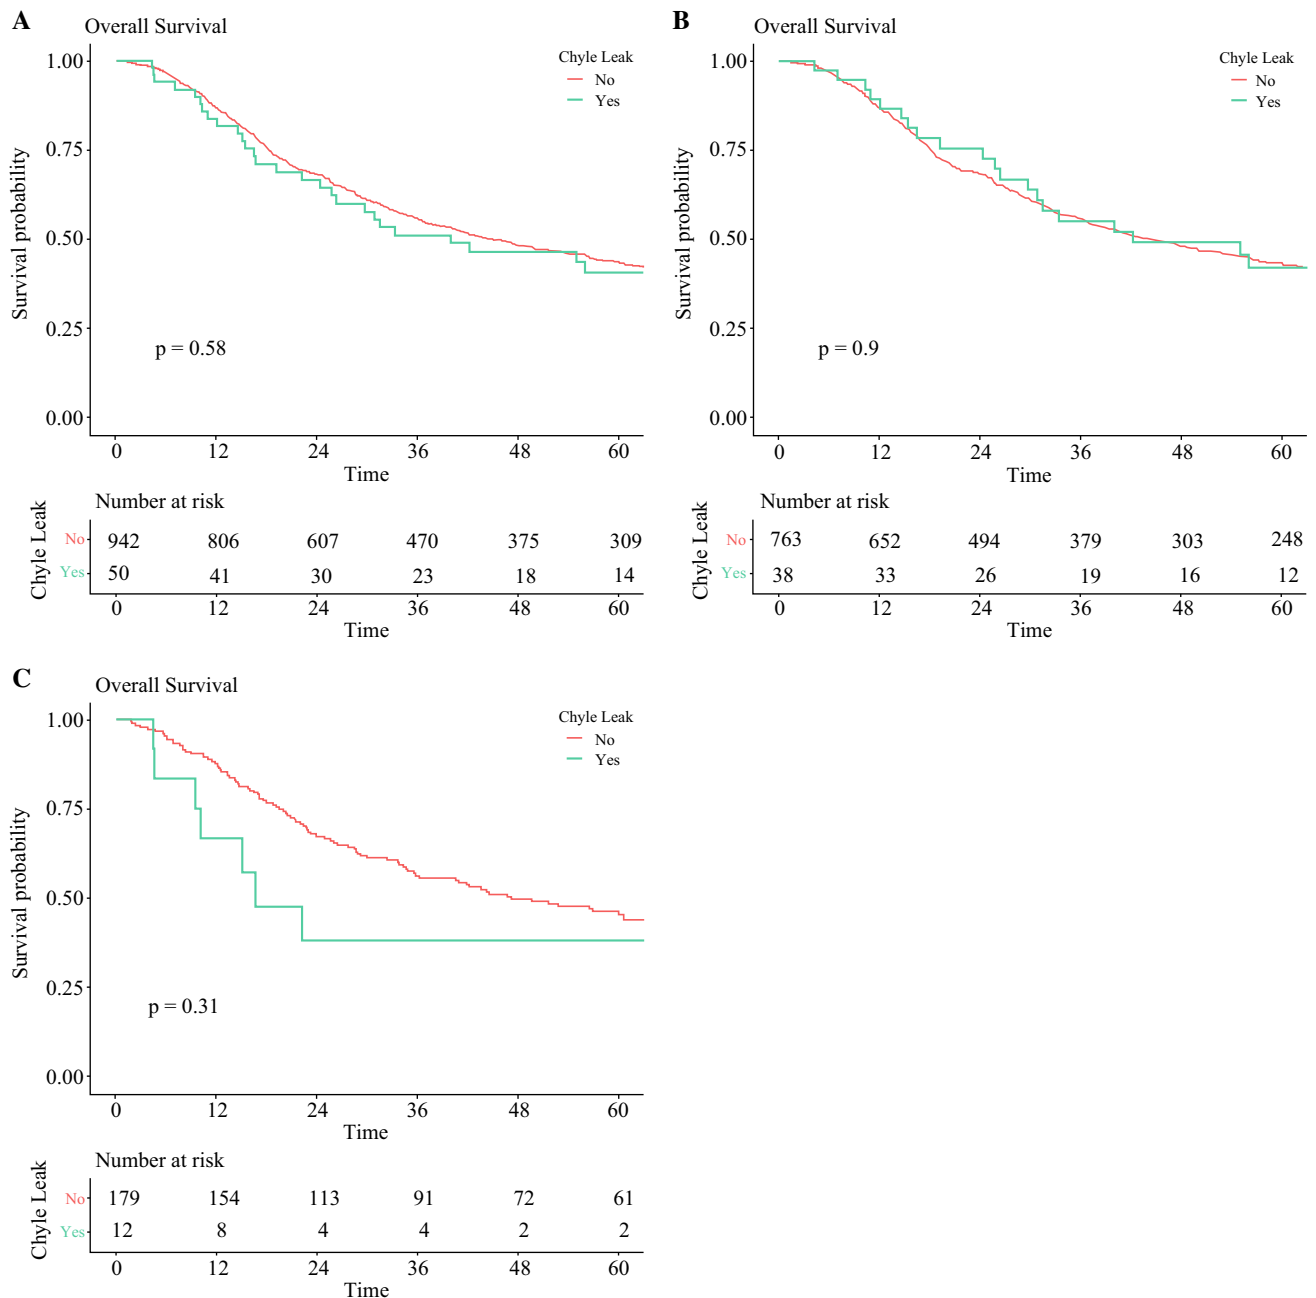 A
Overall Survival
Chyle Leak
No
Yes
1.00
0.75
0.50
0.25
0.00
Survival probability
p = 0.58
0 12 24 36 48 60
Time
Number at risk
Chyle Leak
No 942 806 607 470 375 309
Yes 50 41 30 23 18 14
0 12 24 36 48 60
Time
B
Overall Survival
Chyle Leak
No
Yes
1.00
0.75
0.50
0.25
0.00
Survival probability
p = 0.9
0 12 24 36 48 60
Time
Number at risk
Chyle Leak
No 763 652 494 379 303 248
Yes 38 33 26 19 16 12
0 12 24 36 48 60
Time
C
Overall Survival
Chyle Leak
No
Yes
1.00
0.75
0.50
0.25
0.00
Survival probability
p = 0.31
0 12 24 36 48 60
Time
Number at risk
Chyle Leak
No 179 154 113 91 72 61
Yes 12 8 4 4 2 2
0 12 24 36 48 60
Time